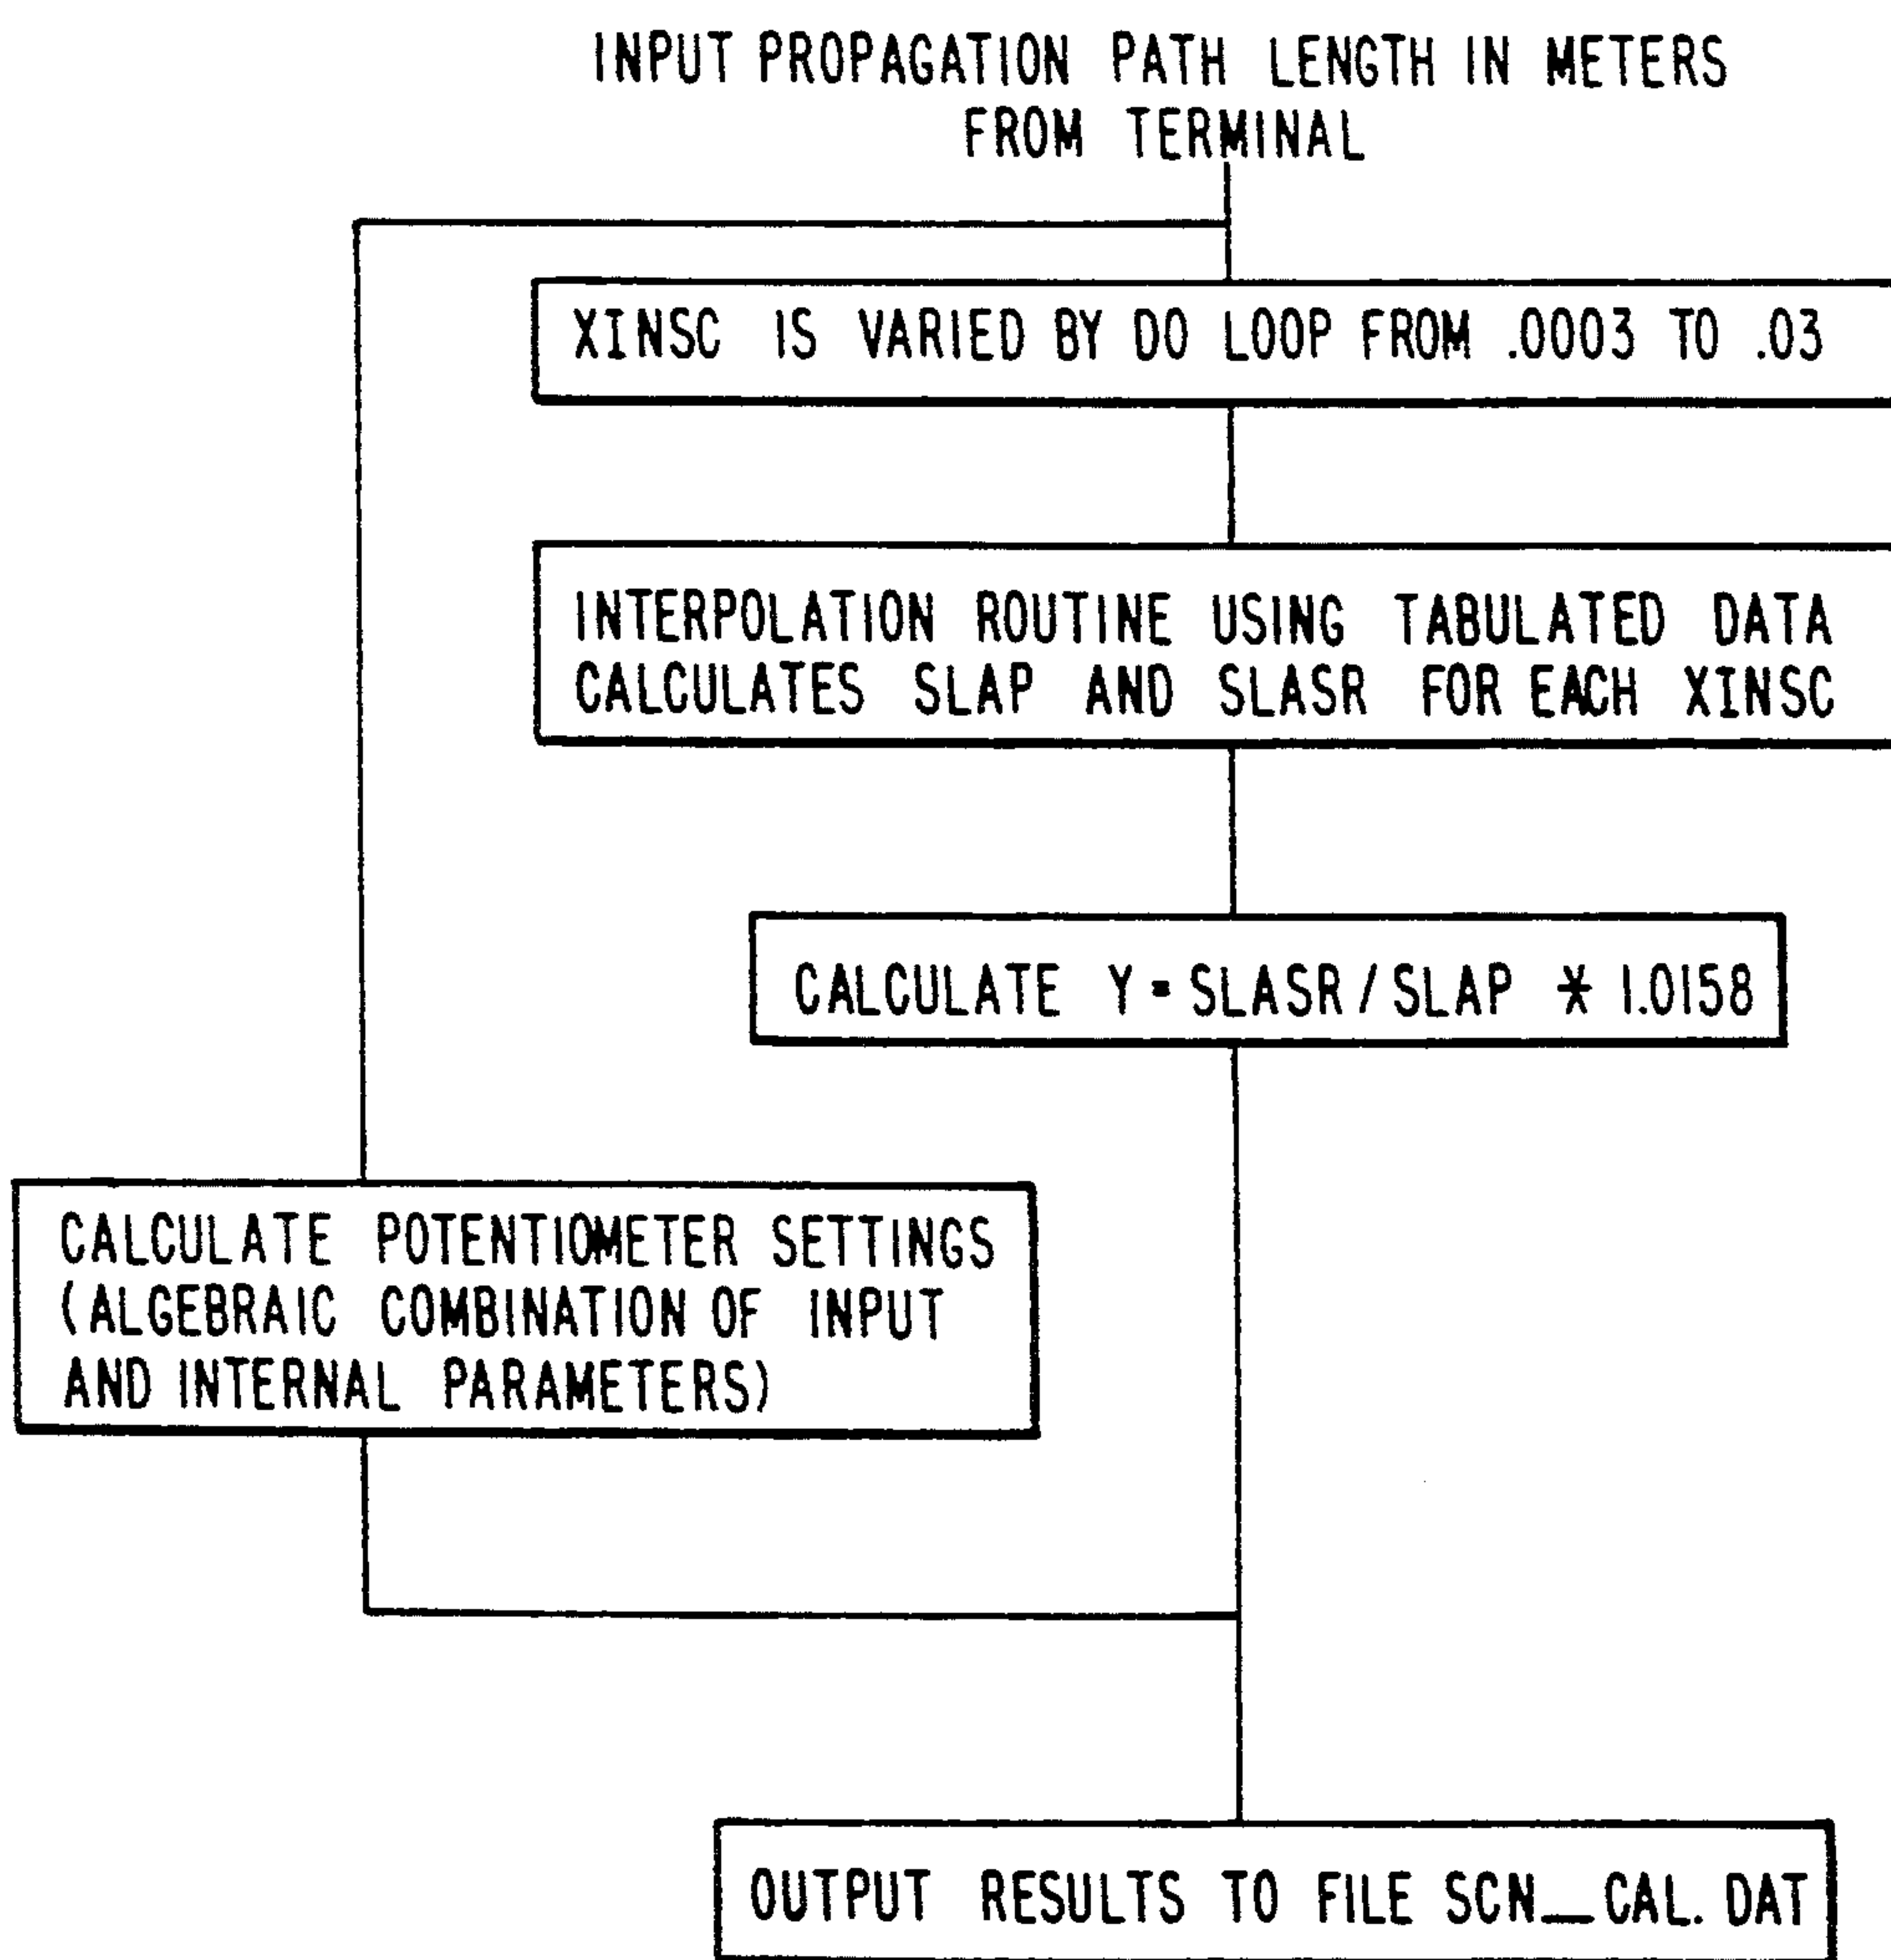 INPUT PROPAGATION PATH LENGTH IN METERS
FROM TERMINAL
XINSC IS VARIED BY DO LOOP FROM .0003 TO .03
INTERPOLATION ROUTINE USING TABULATED DATA
CALCULATES SLAP AND SLASR FOR EACH XINSC
CALCULATE Y = SLASR / SLAP * 1.0158
CALCULATE POTENTIOMETER SETTINGS
(ALGEBRAIC COMBINATION OF INPUT
AND INTERNAL PARAMETERS)
OUTPUT RESULTS TO FILE SCN_CAL. DAT